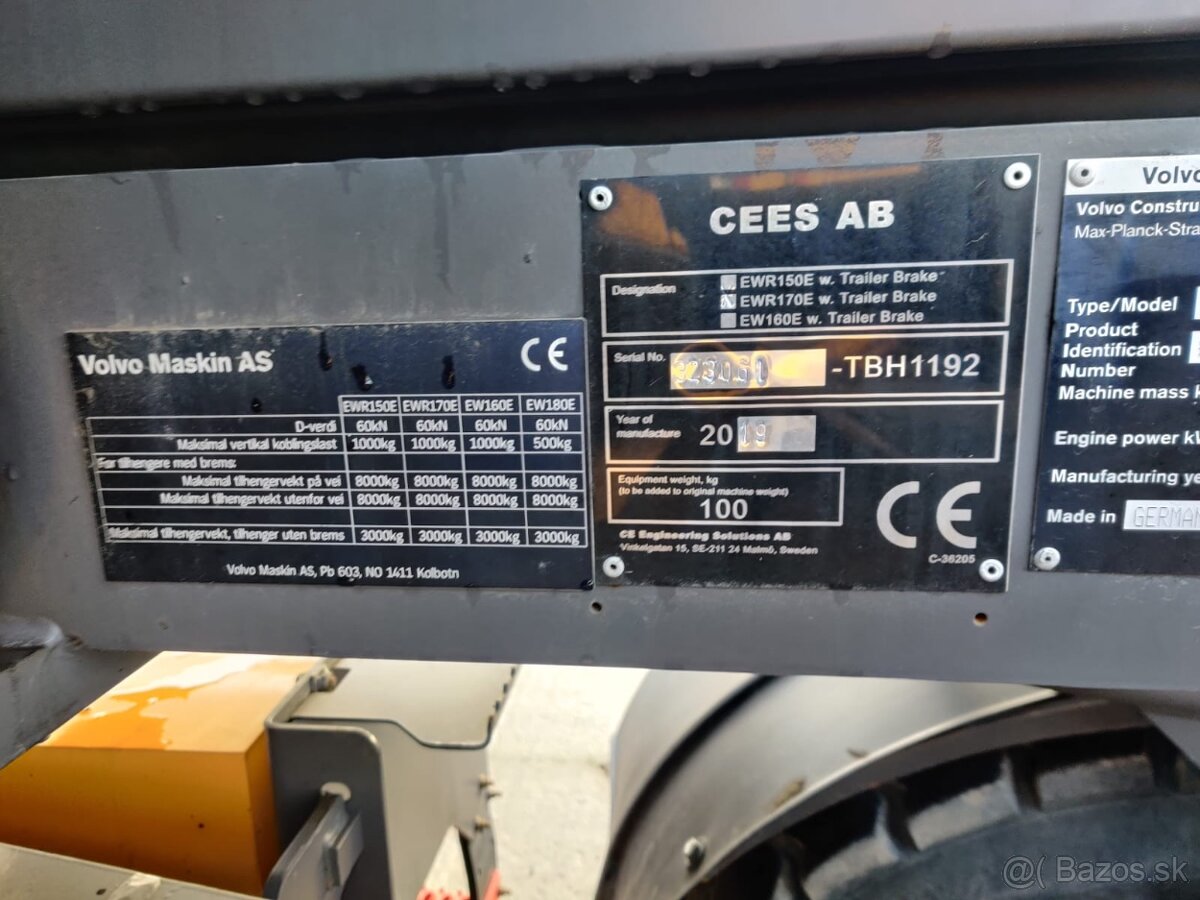 Volvo Maskin AS CE
EWR150E EWR170E EW160E EW180E
D-verdi 60kN 60kN 60kN 60kN
Maksimal vertikal koblingslast 1000kg 1000kg 1000kg 500kg
For tilhengere med brems:
Maksimal tilhengervekt på vei 8000kg 8000kg 8000kg 8000kg
Maksimal tilhengervekt utenfor vei 8000kg 8000kg 8000kg 8000kg
Maksimal tilhengervekt, tilhenger uten brems 3000kg 3000kg 3000kg 3000kg
Volvo Maskin AS, Pb 603, NO 1411 Kolbotn
CEES AB
Designation
EWR150E w. Trailer Brake
EWR170E w. Trailer Brake
EW160E w. Trailer Brake
Serial No. 323060 -TBH1192
Year of
manufacture 2019
Equipment weight, kg
(to be added to original machine weight)
100
CE
CE Engineering Solutions AB
Vinkelgatan 15, SE-211 24 Malmö, Sweden
C-36205
Volvo
Volvo Constru
Max-Planck-Stra
Type/Model
Product
Identification
Number
Machine mass k
Engine power kW
Manufacturing ye
Made in GERMAN
Bazos.sk